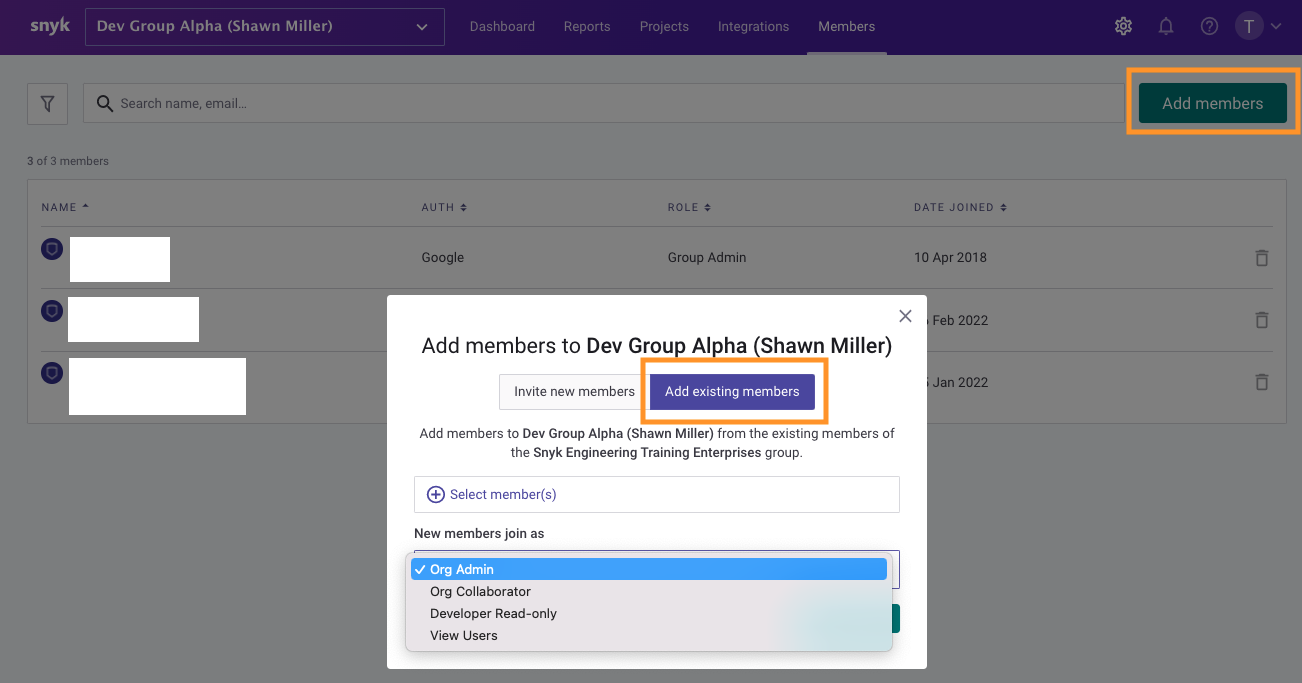 snyk
Dev Group Alpha (Shawn Miller)
Dashboard
Reports
Projects
Integrations
Members
T
Search name, email...
Add members
3 of 3 members
NAME
AUTH
ROLE
DATE JOINED
Google
Group Admin
10 Apr 2018
Feb 2022
Jan 2022
Add members to Dev Group Alpha (Shawn Miller)
Invite new members
Add existing members
Add members to Dev Group Alpha (Shawn Miller) from the existing members of
the Snyk Engineering Training Enterprises group.
Select member(s)
New members join as
Org Admin
Org Collaborator
Developer Read-only
View Users